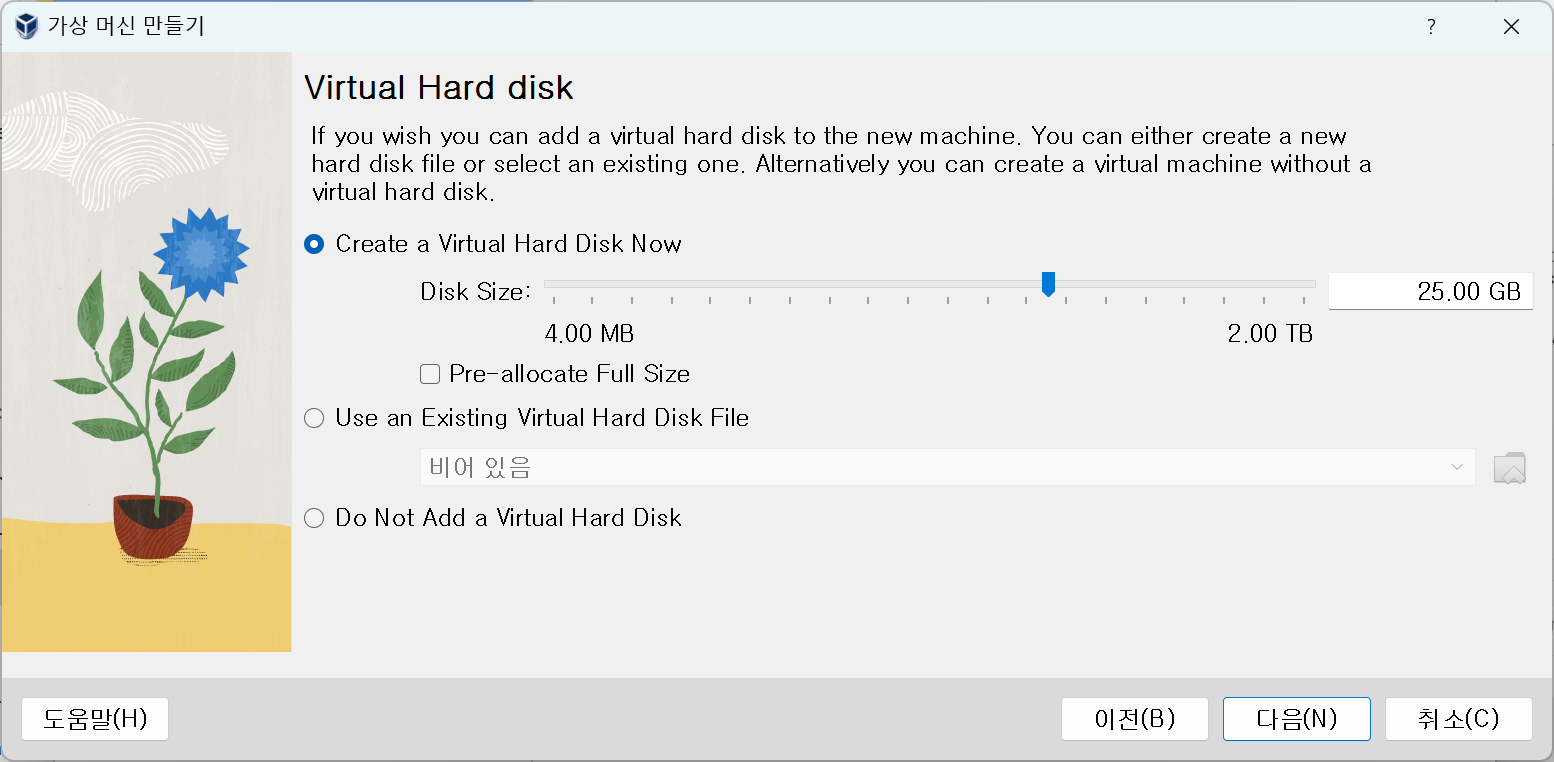 가상 머신 만들기
?
Virtual Hard disk
If you wish you can add a virtual hard disk to the new machine. You can either create a new
hard disk file or select an existing one. Alternatively you can create a virtual machine without a
virtual hard disk.
Create a Virtual Hard Disk Now
Disk Size: 25.00 GB
4.00 MB 2.00 TB
Pre-allocate Full Size
Use an Existing Virtual Hard Disk File
비어 있음
Do Not Add a Virtual Hard Disk
도움말(H) 이전(B) 다음(N) 취소(C)